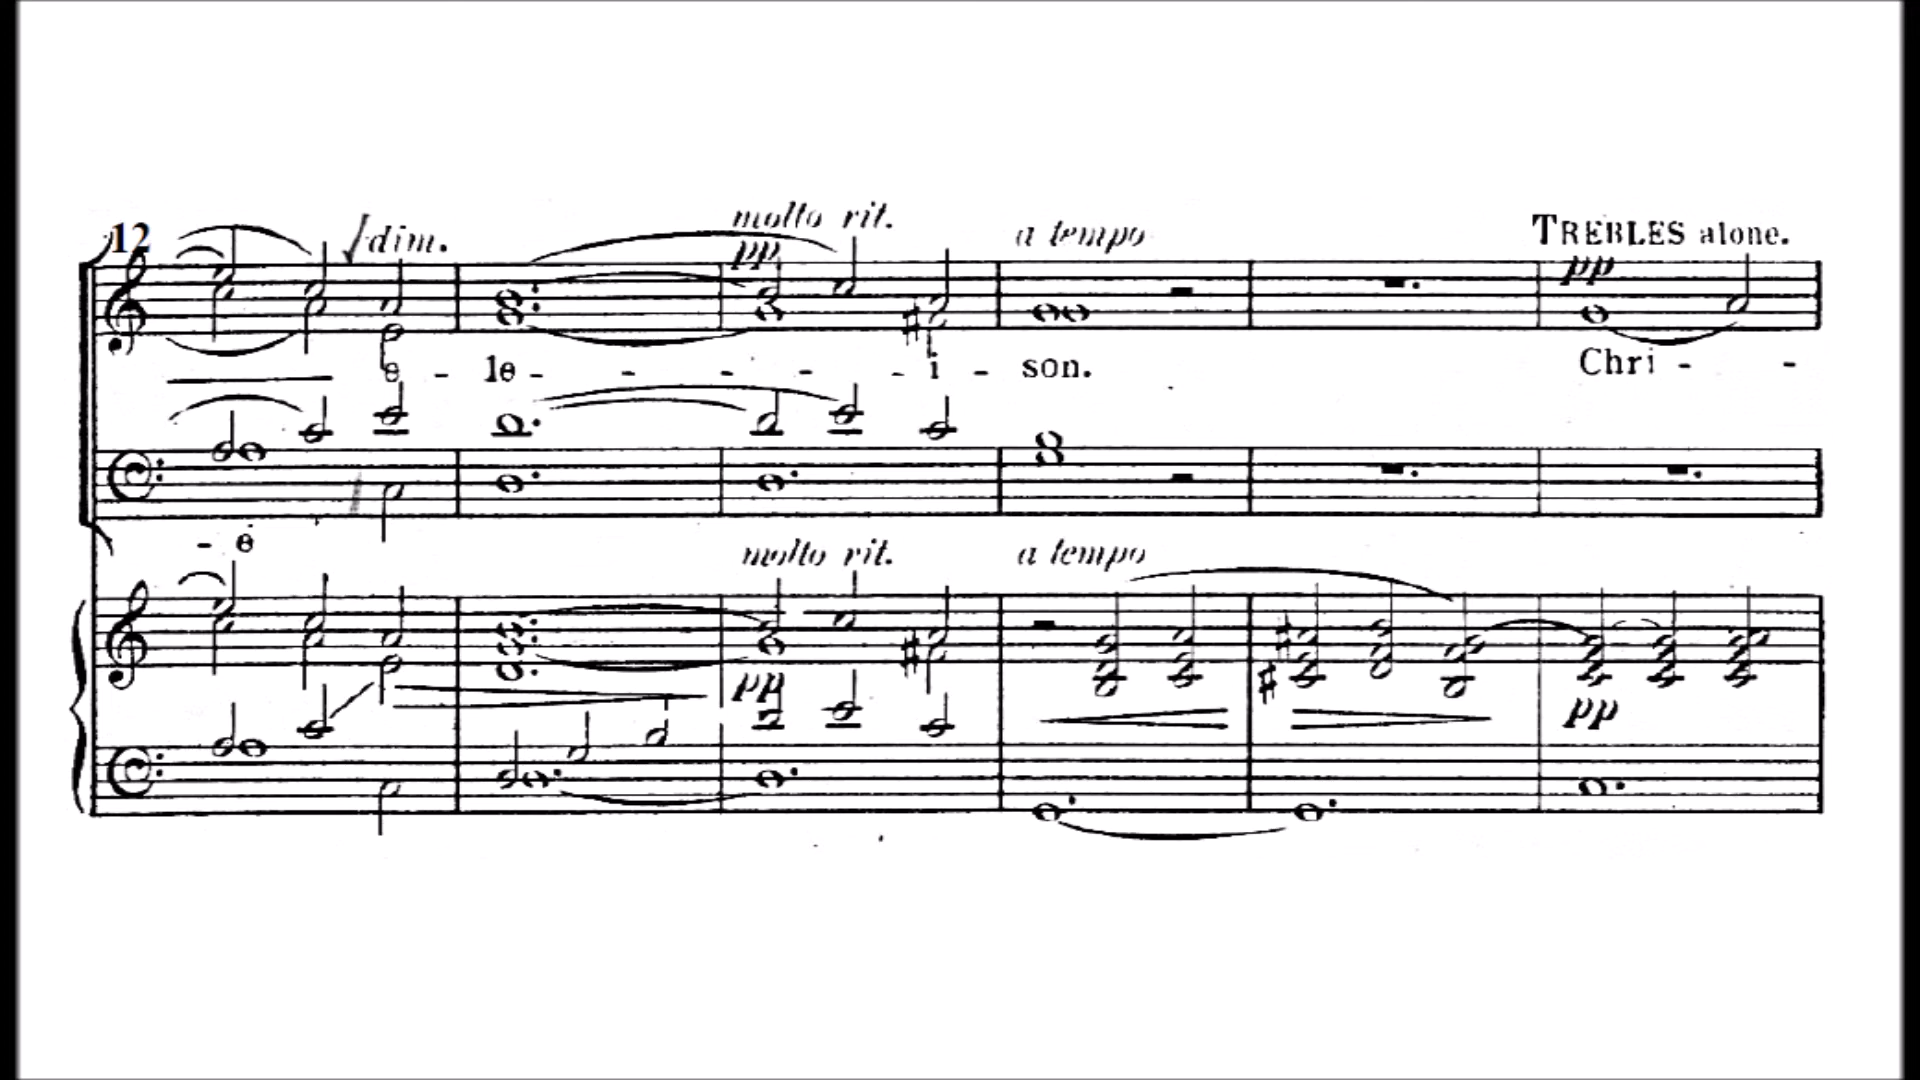 molto rit.
12 dim. pp a tempo TREBLES alone.
pp
e - le - - - - i - son. Chri - -
- e
molto rit. a tempo
pp pp